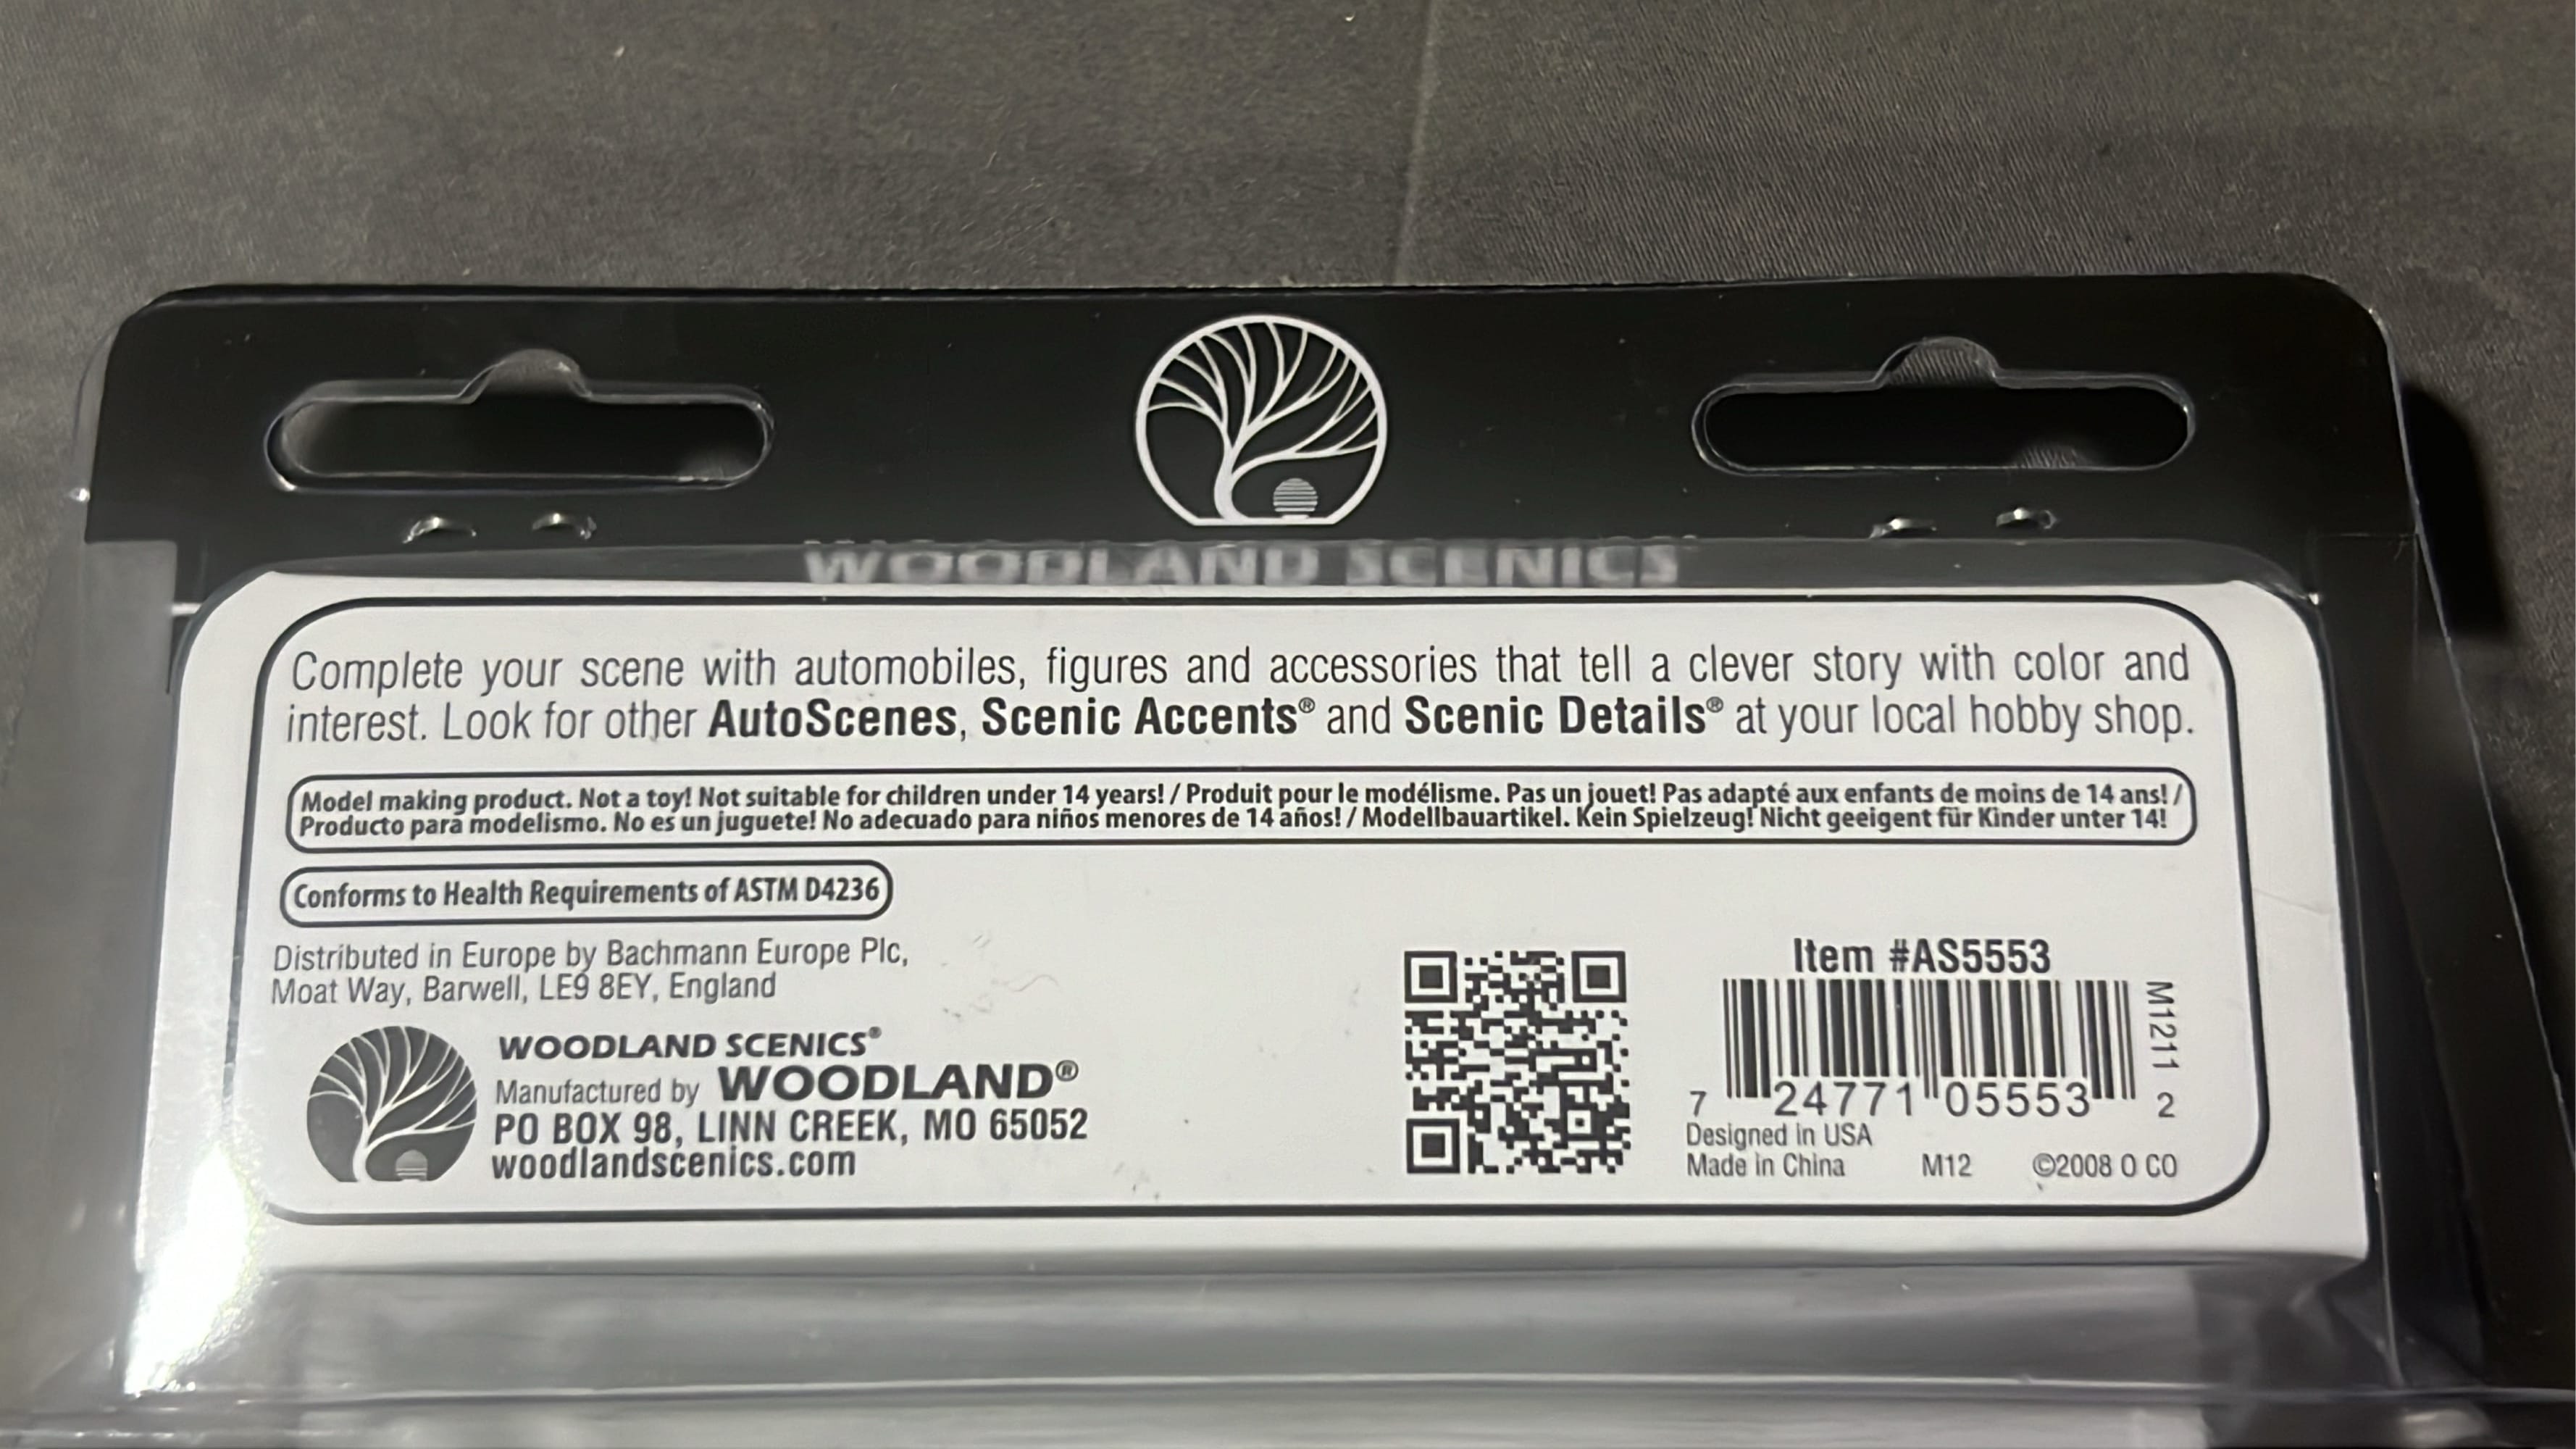 WOODLAND SCENICS
Complete your scene with automobiles, figures and accessories that tell a clever story with color and
interest. Look for other AutoScenes, Scenic Accents® and Scenic Details® at your local hobby shop.
Model making product. Not a toy! Not suitable for children under 14 years! / Produit pour le modélisme. Pas un jouet! Pas adapté aux enfants de moins de 14 ans! /
Producto para modelismo. No es un juguete! No adecuado para niños menores de 14 años! / Modellbauartikel. Kein Spielzeug! Nicht geeigent für Kinder unter 14!
Conforms to Health Requirements of ASTM D4236
Distributed in Europe by Bachmann Europe Plc,
Moat Way, Barwell, LE9 8EY, England
WOODLAND SCENICS®
Manufactured by WOODLAND®
PO BOX 98, LINN CREEK, MO 65052
woodlandscenics.com
Item #AS5553
M1211
7 24771 05553 2
Designed in USA
Made in China M12 ©2008 O CO